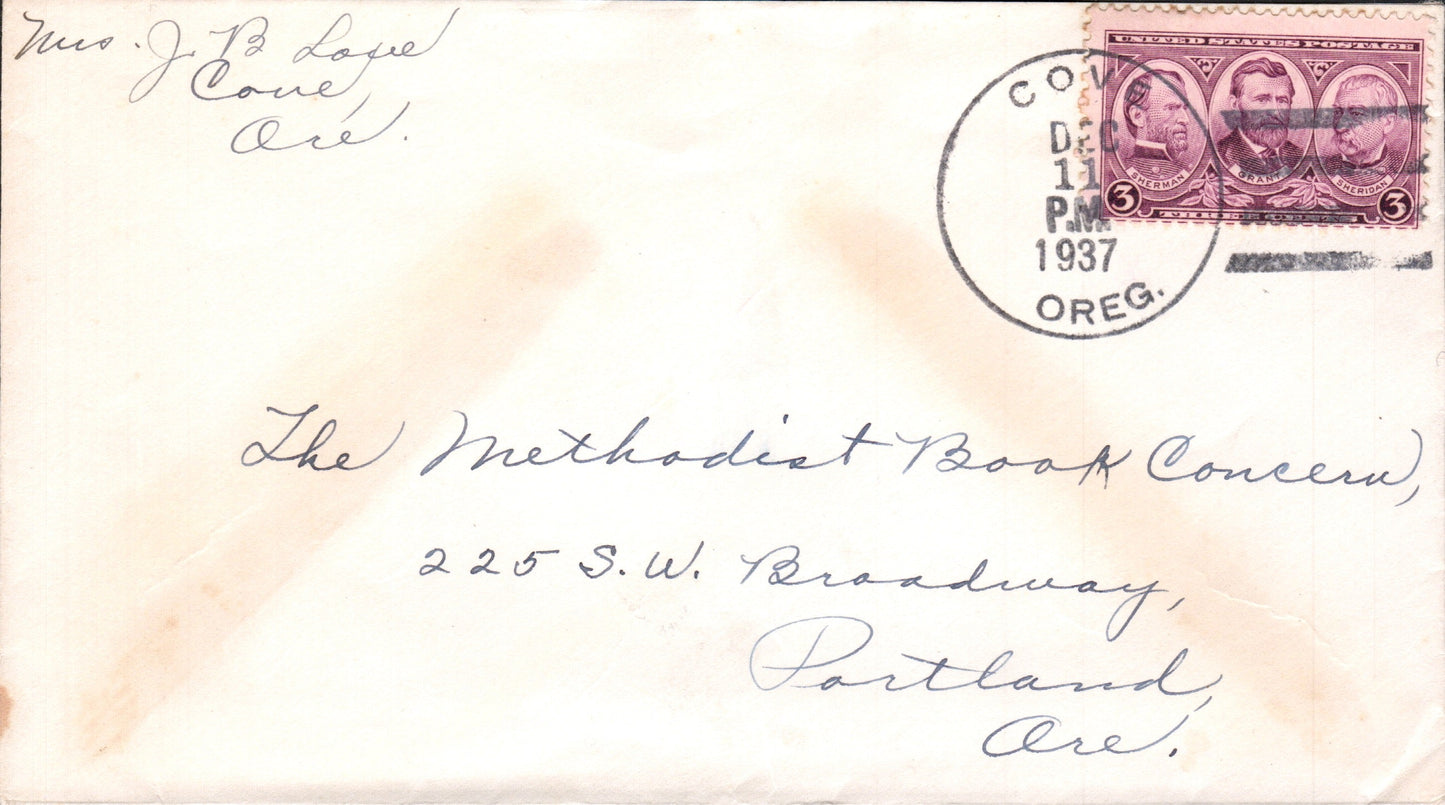 Mrs. J. B. Love
Cove,
Ore.
UNITED STATES POSTAGE
SHERMAN GRANT SHERIDAN
3 THREE CENTS 3
COVE
DEC
11
P.M.
1937
OREG.
The Methodist Book Concern,
225 S.W. Broadway,
Portland,
Ore.